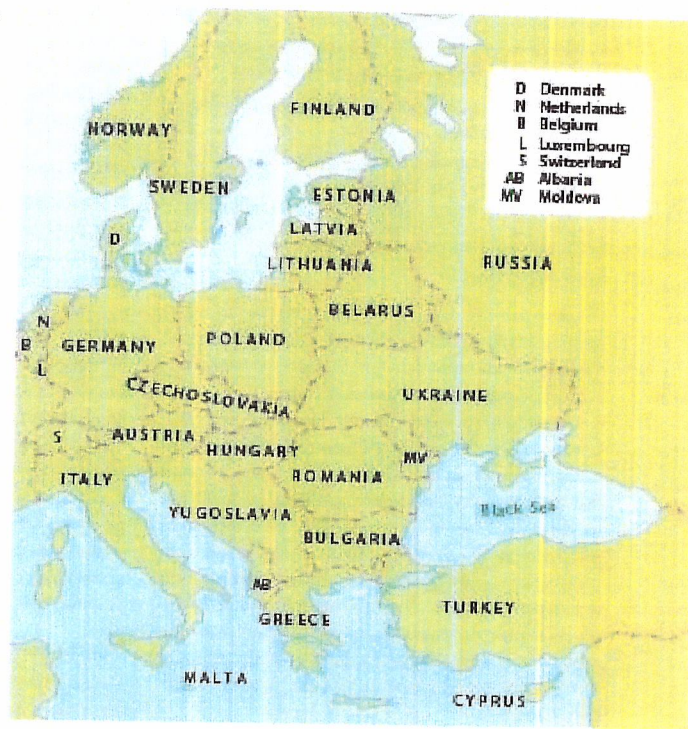 D Denmark
N Netherlands
B Belgium
L Luxembourg
S Switzerland
AB Albania
MV Moldova
FINLAND
NORWAY
SWEDEN
ESTONIA
LATVIA
D
LITHUANIA
RUSSIA
BELARUS
N
B
GERMANY
POLAND
L
CZECHOSLOVAKIA
UKRAINE
S
AUSTRIA
HUNGARY
MV
ITALY
ROMANIA
YUGOSLAVIA
Black Sea
BULGARIA
AB
GREECE
TURKEY
MALTA
CYPRUS